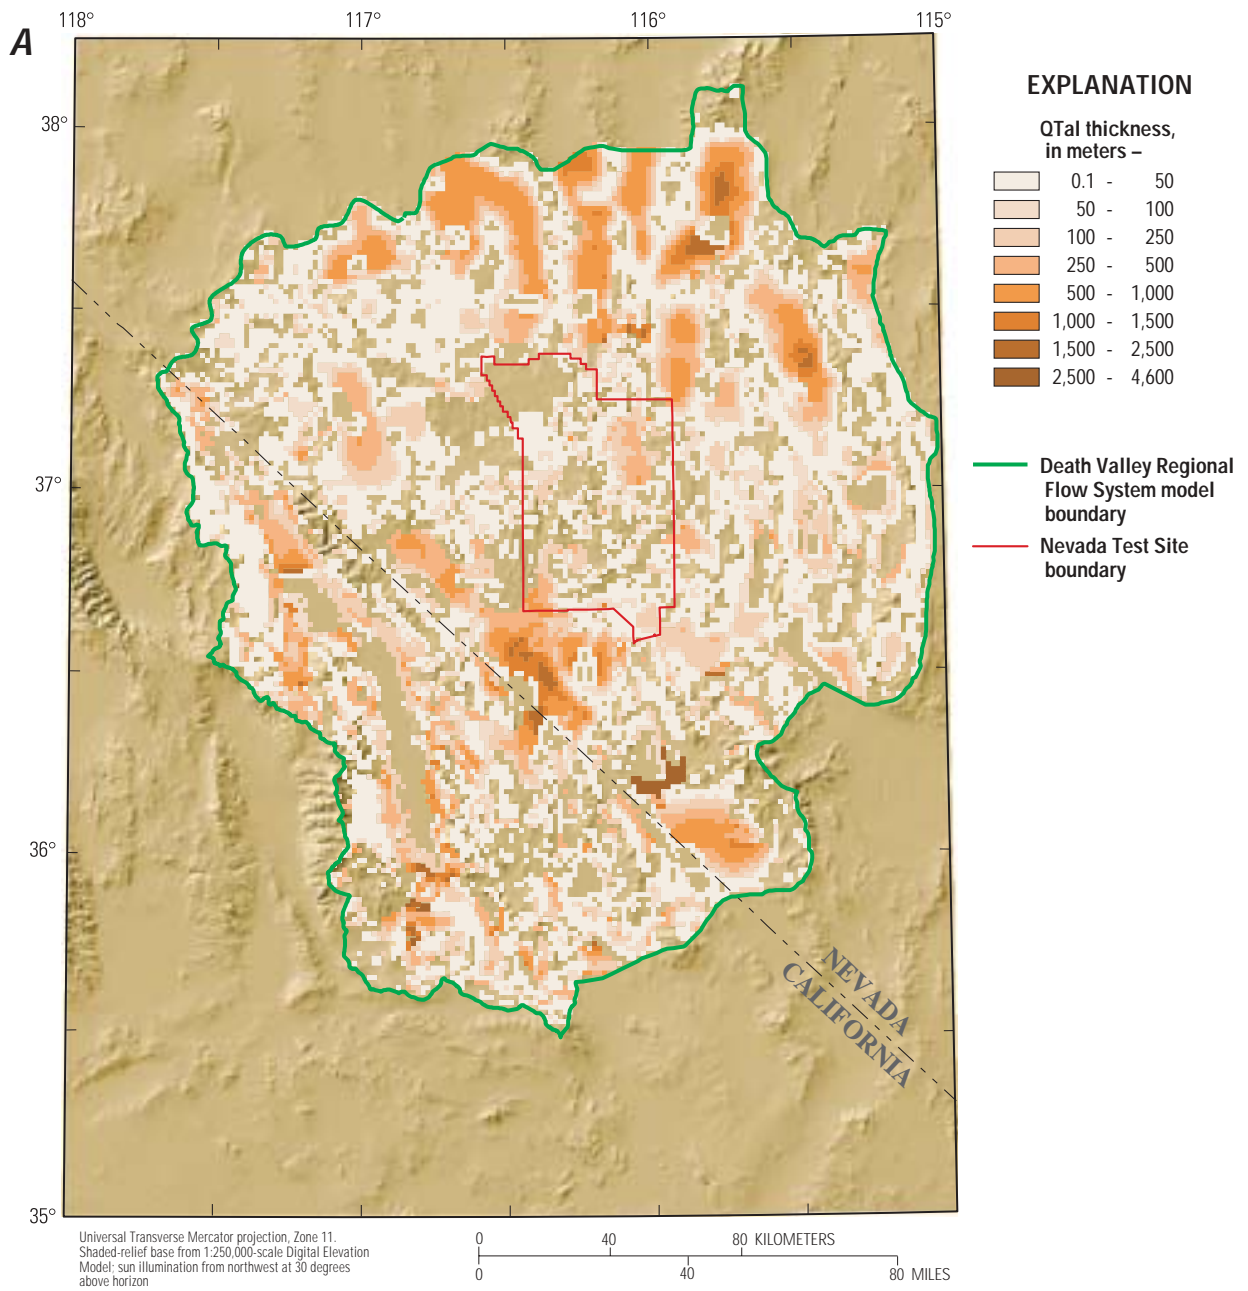 A
118°
117°
116°
115°
38°
37°
36°
35°
EXPLANATION
QTal thickness,
in meters –
0.1 - 50
50 - 100
100 - 250
250 - 500
500 - 1,000
1,000 - 1,500
1,500 - 2,500
2,500 - 4,600
Death Valley Regional
Flow System model
boundary
Nevada Test Site
boundary
NEVADA
CALIFORNIA
Universal Transverse Mercator projection, Zone 11.
Shaded-relief base from 1:250,000-scale Digital Elevation
Model; sun illumination from northwest at 30 degrees
above horizon
0 40 80 KILOMETERS
0 40 80 MILES